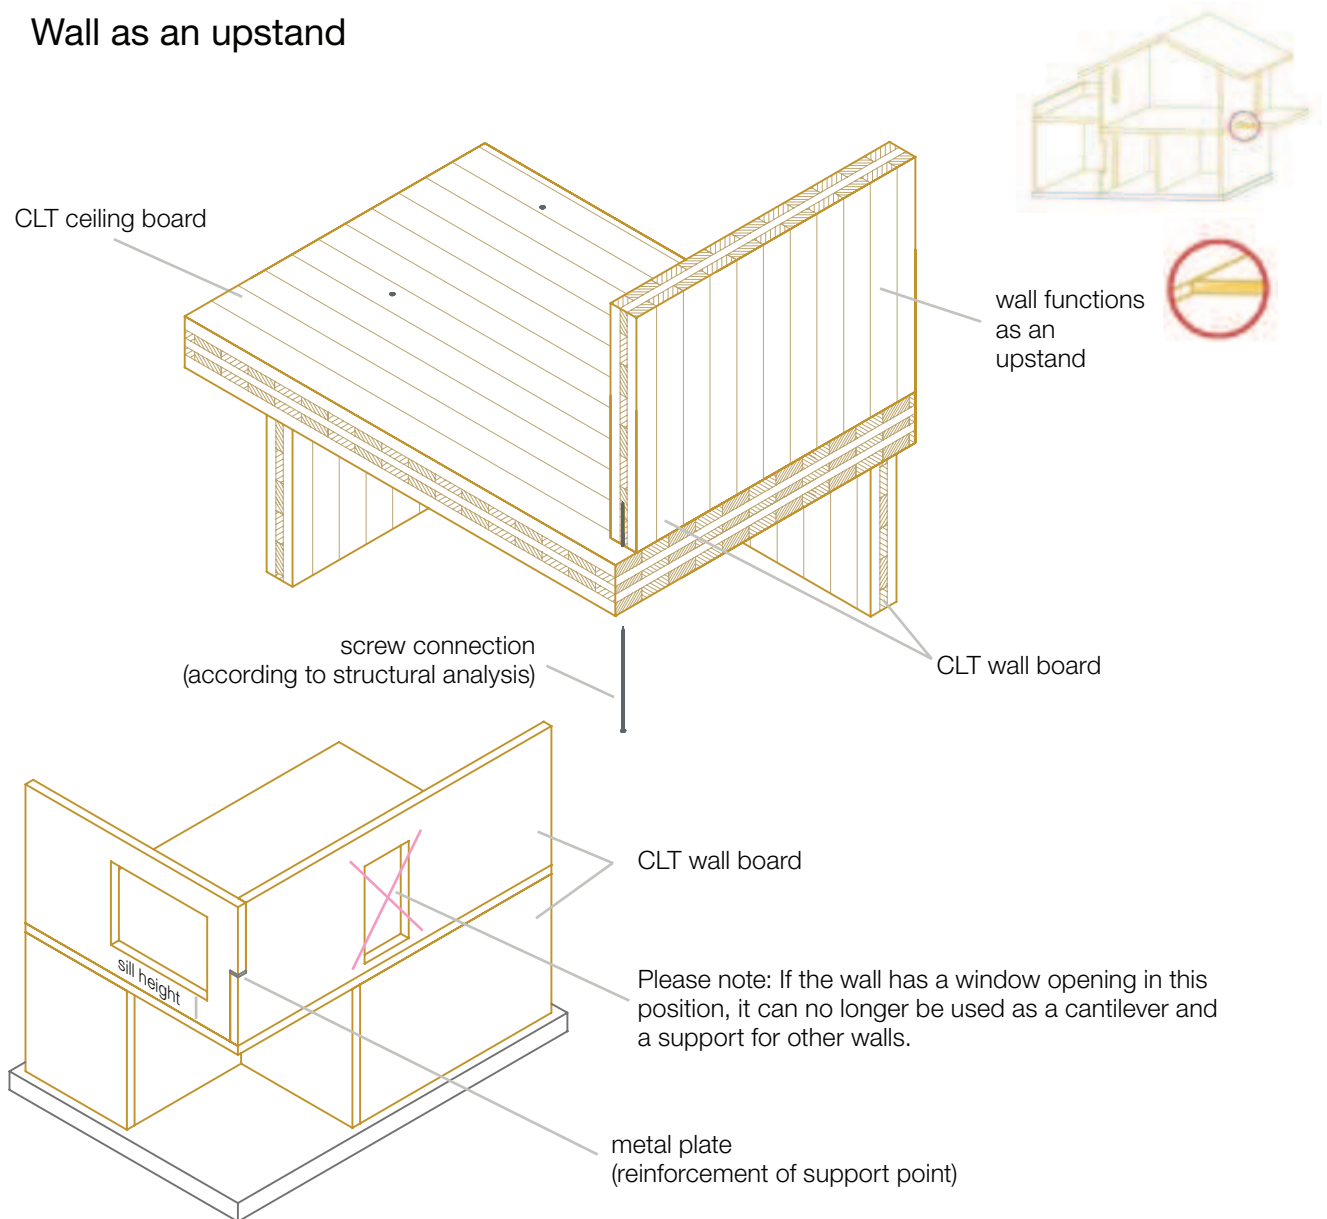 Wall as an upstand
CLT ceiling board
wall functions
as an
upstand
screw connection
(according to structural analysis)
CLT wall board
CLT wall board
sill height
Please note: If the wall has a window opening in this
position, it can no longer be used as a cantilever and
a support for other walls.
metal plate
(reinforcement of support point)